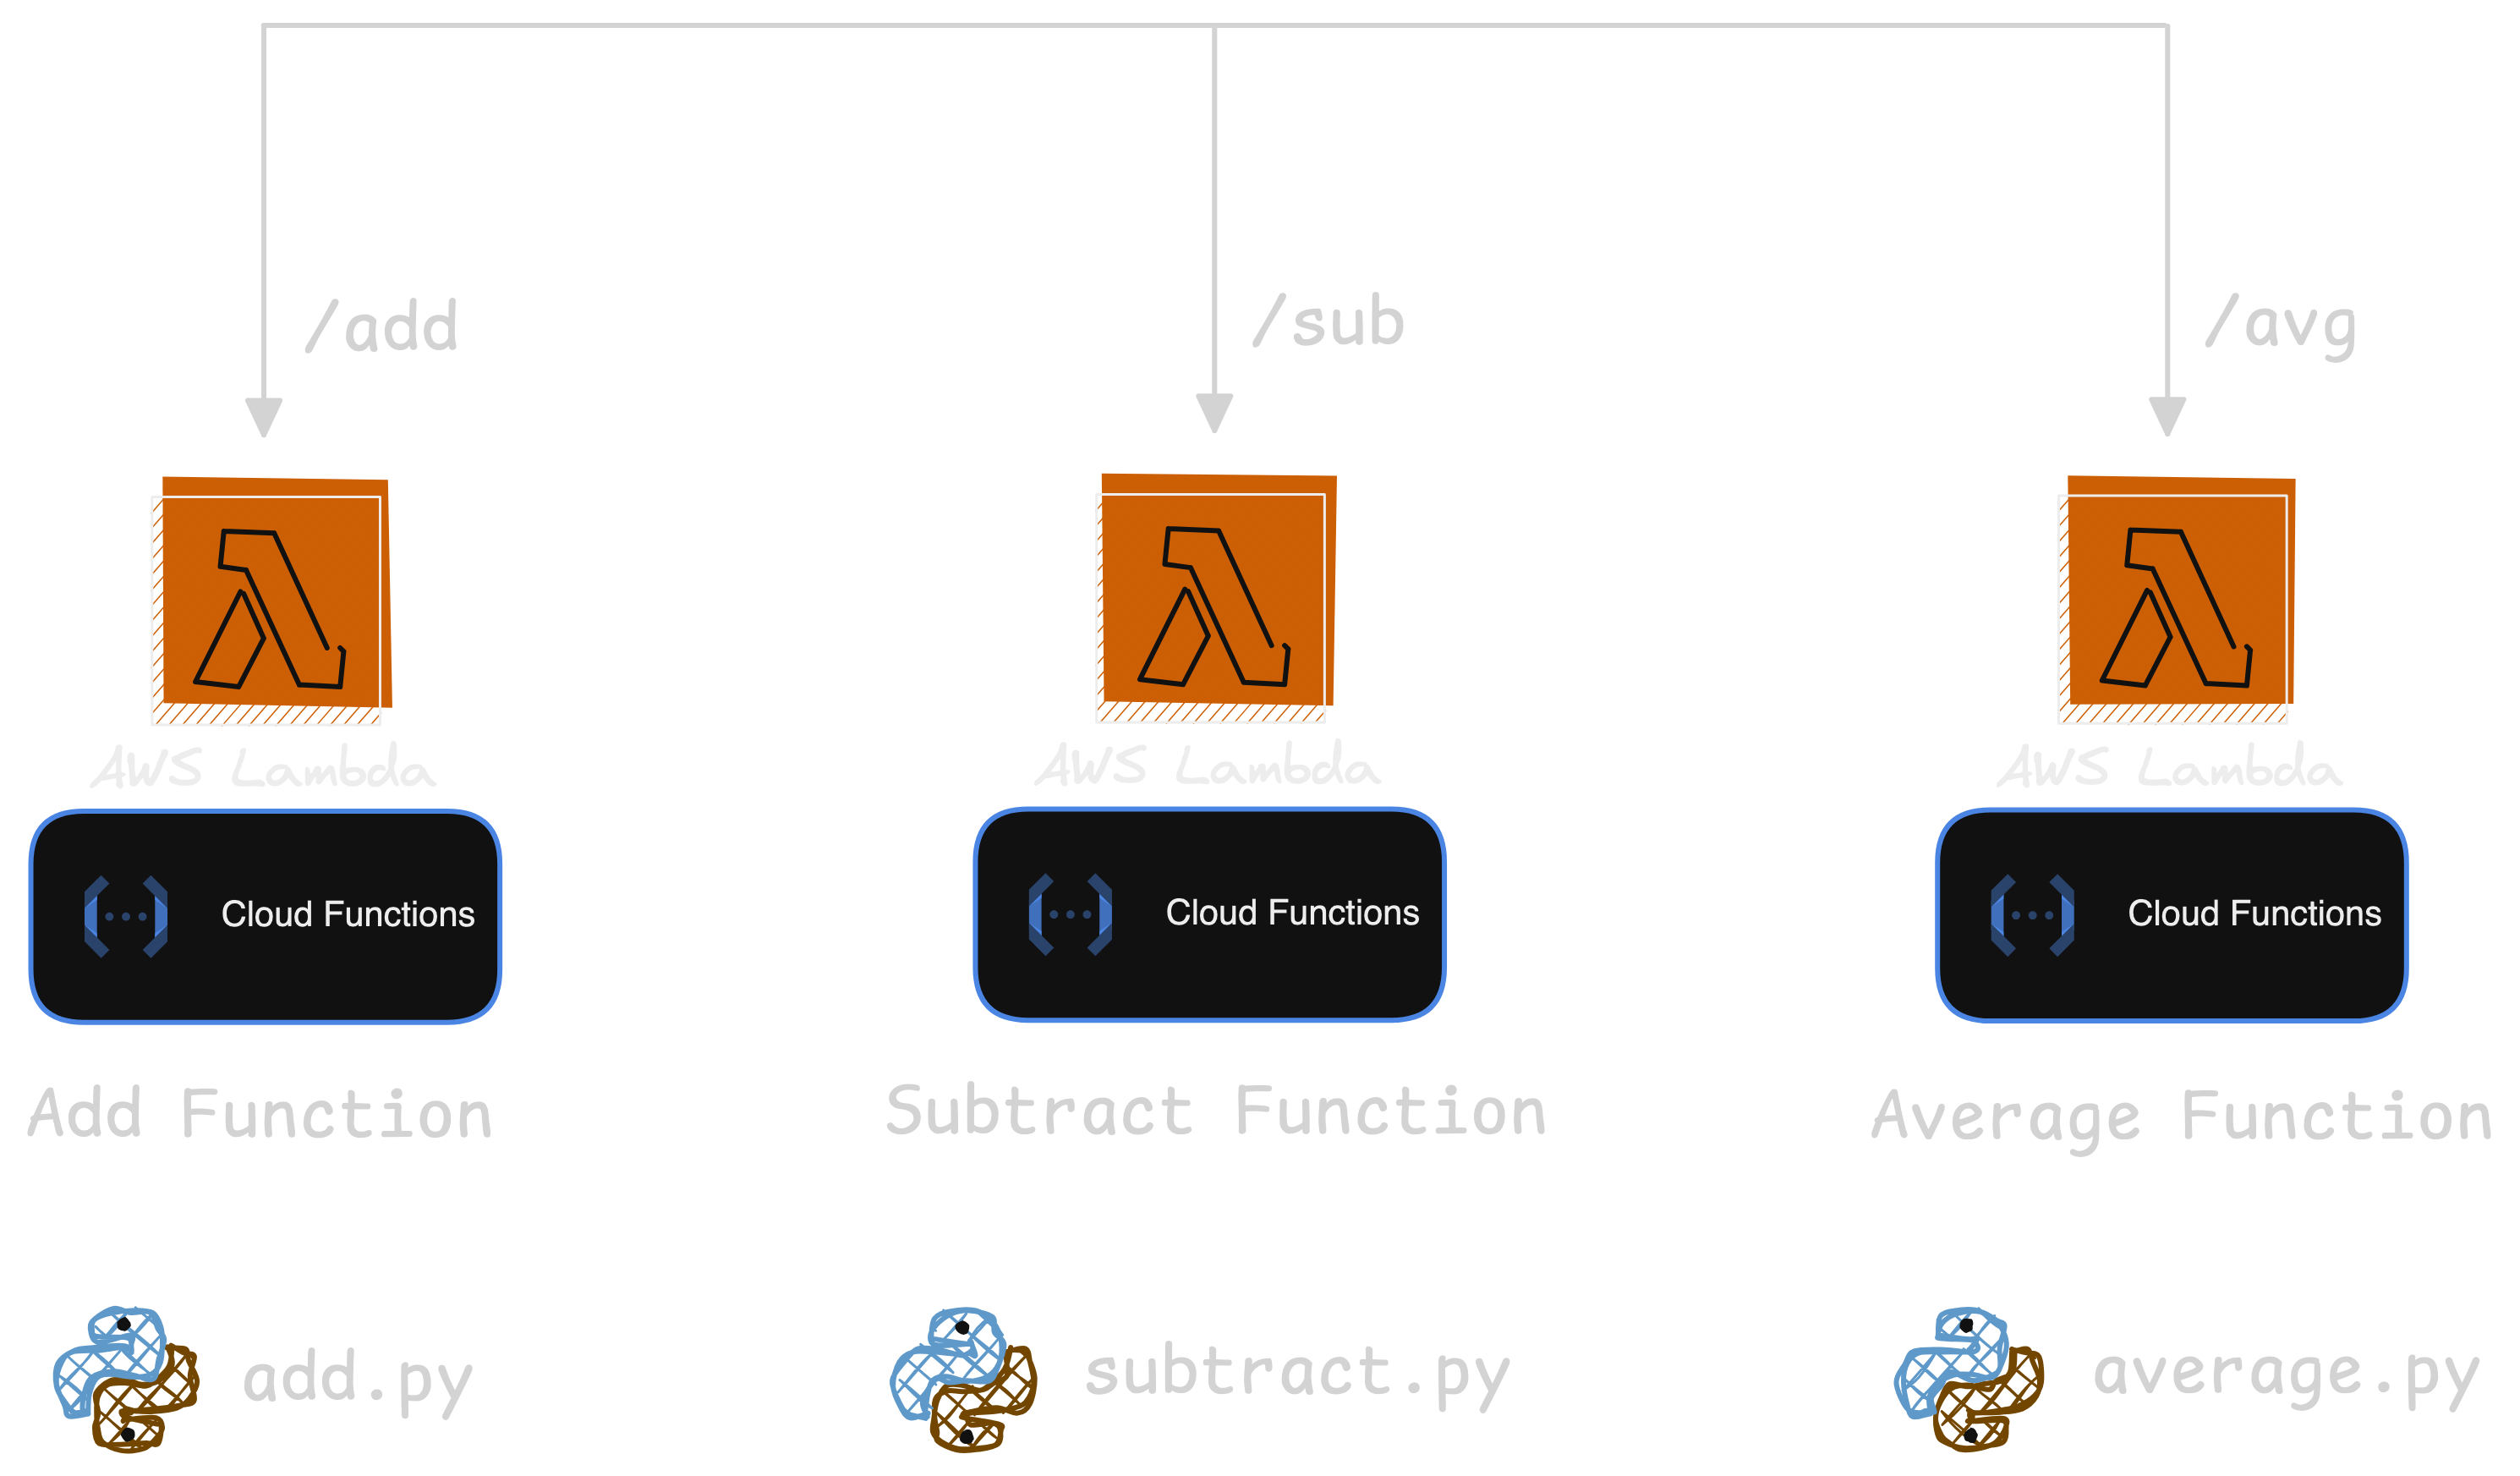 /add
/sub
/avg
AWS Lambda
AWS Lambda
AWS Lambda
Cloud Functions
Cloud Functions
Cloud Functions
Add Function
Subtract Function
Average Function
add.py
subtract.py
average.py